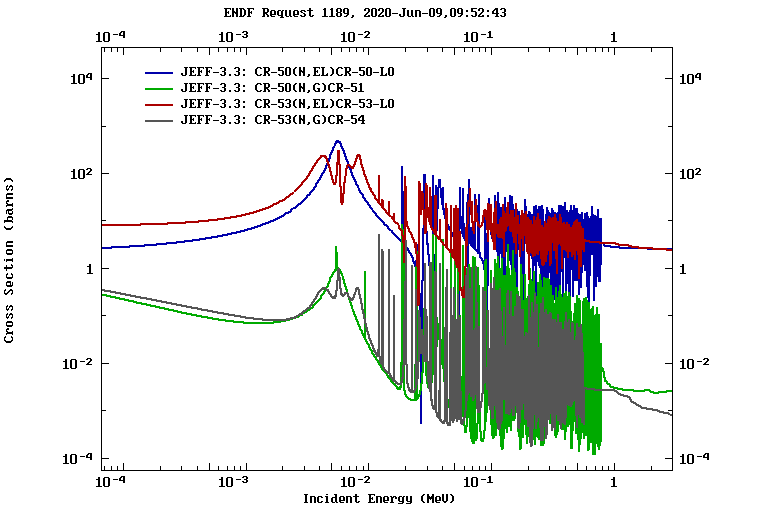 ENDF Request 1189, 2020-Jun-09,09:52:43
10-4 10-3 10-2 10-1 1
JEFF-3.3: CR-50(N,EL)CR-50-L0
JEFF-3.3: CR-50(N,G)CR-51
JEFF-3.3: CR-53(N,EL)CR-53-L0
JEFF-3.3: CR-53(N,G)CR-54
Cross Section (barns)
104 104
102 102
1 1
10-2 10-2
10-4 10-4
10-4 10-3 10-2 10-1 1
Incident Energy (MeV)